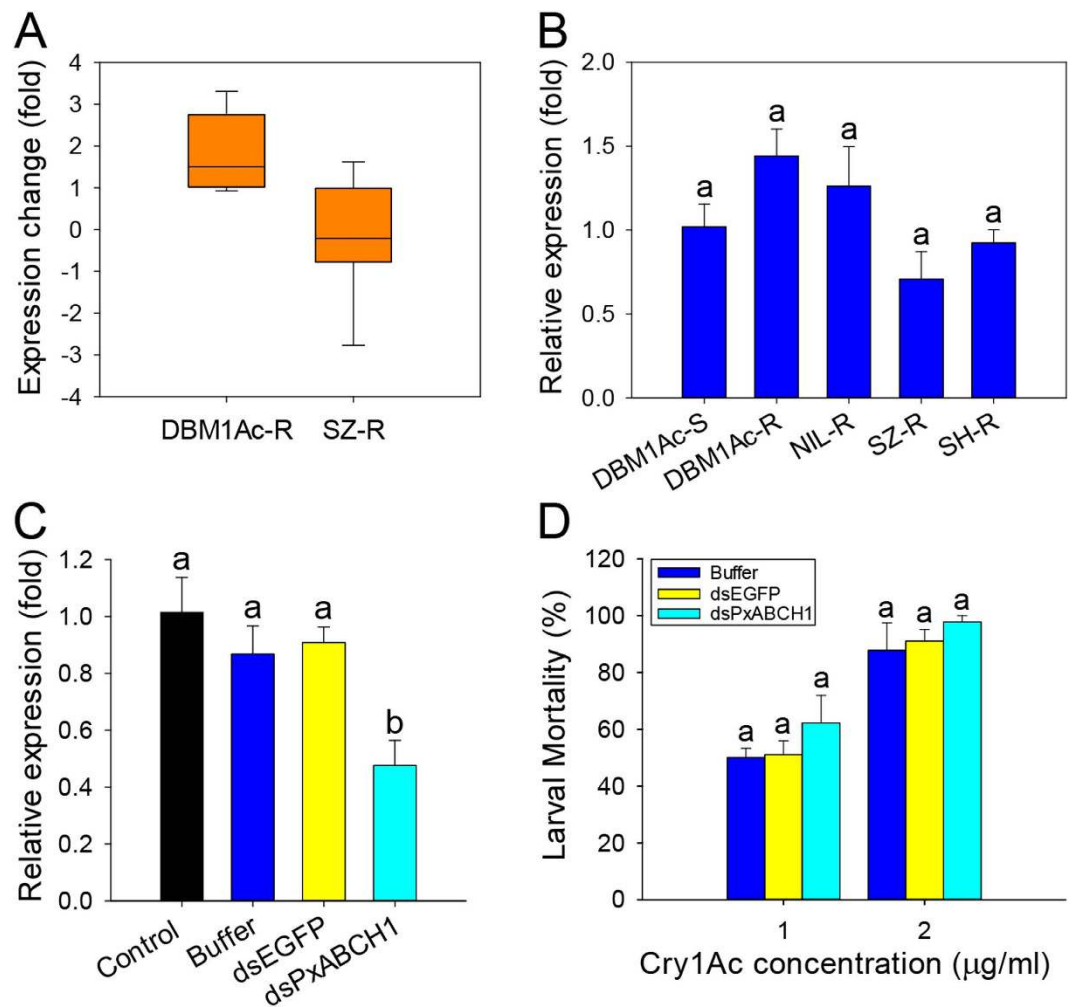 A
Expression change (fold)
4
3
2
1
0
-1
-2
-3
-4
DBM1Ac-R SZ-R
B
Relative expression (fold)
2.0
1.5
1.0
0.5
0.0
a a a a a
DBM1Ac-S DBM1Ac-R NIL-R SZ-R SH-R
C
Relative expression (fold)
1.2
1.0
0.8
0.6
0.4
0.2
0.0
a a a b
Control Buffer dsEGFP dsPxABCH1
D
Larval Mortality (%)
120
100
80
60
40
20
0
Buffer
dsEGFP
dsPxABCH1
a a a a a a
1 2
Cry1Ac concentration (μg/ml)